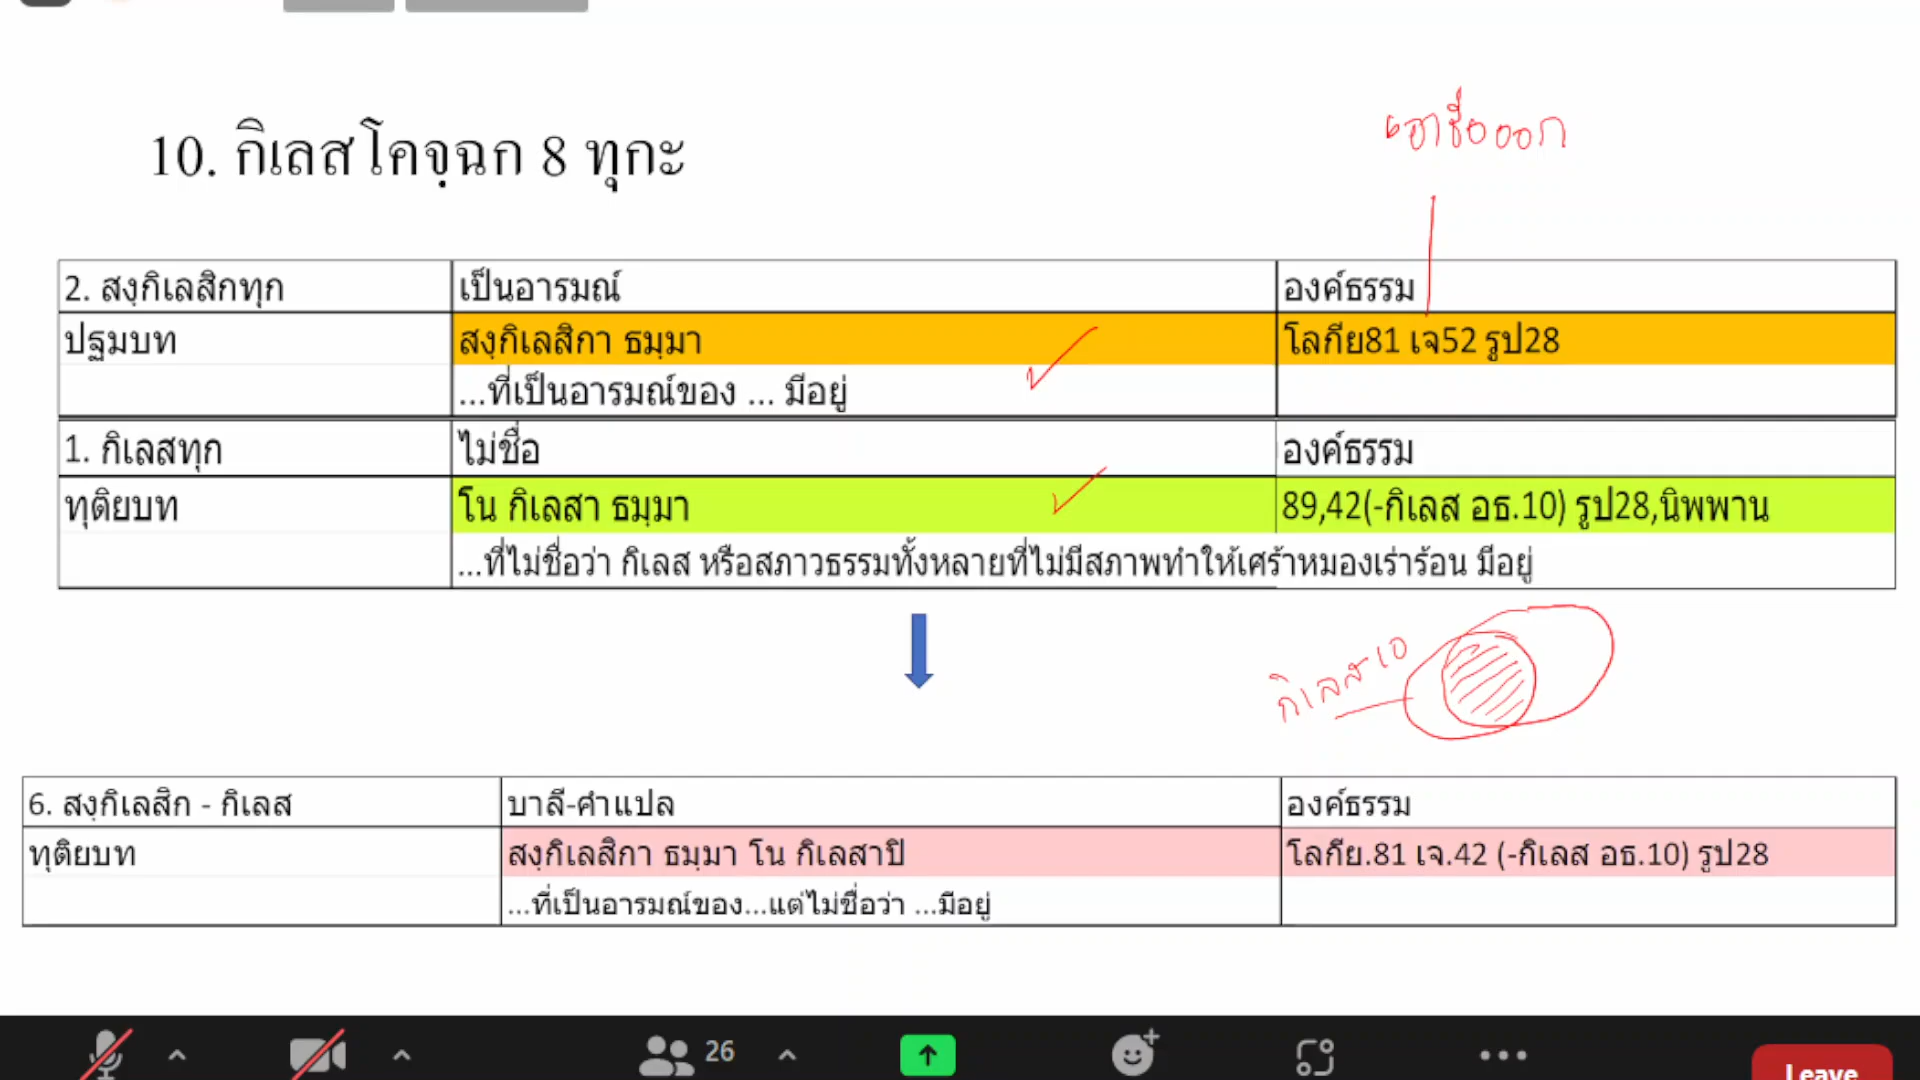 เอาชื่อออก
10. กิเลสโคจฺฉก 8 ทุกะ
2. สงฺกิเลสิกทุก เป็นอารมณ์ องค์ธรรม
ปฐมบท สงฺกิเลสิกา ธมฺมา โลกีย81 เจ52 รูป28
...ที่เป็นอารมณ์ของ ... มีอยู่
1. กิเลสทุก ไม่ชื่อ องค์ธรรม
ทุติยบท โน กิเลสา ธมฺมา 89,42(-กิเลส อธ.10) รูป28,นิพพาน
...ที่ไม่ชื่อว่า กิเลส หรือสภาวธรรมทั้งหลายที่ไม่มีสภาพทำให้เศร้าหมองเร่าร้อน มีอยู่
กิเลส 10
6. สงฺกิเลสิก - กิเลส บาลี-คำแปล องค์ธรรม
ทุติยบท สงฺกิเลสิกา ธมฺมา โน กิเลสาปิ โลกีย.81 เจ.42 (-กิเลส อธ.10) รูป28
...ที่เป็นอารมณ์ของ...แต่ไม่ชื่อว่า ...มีอยู่
26
Leave